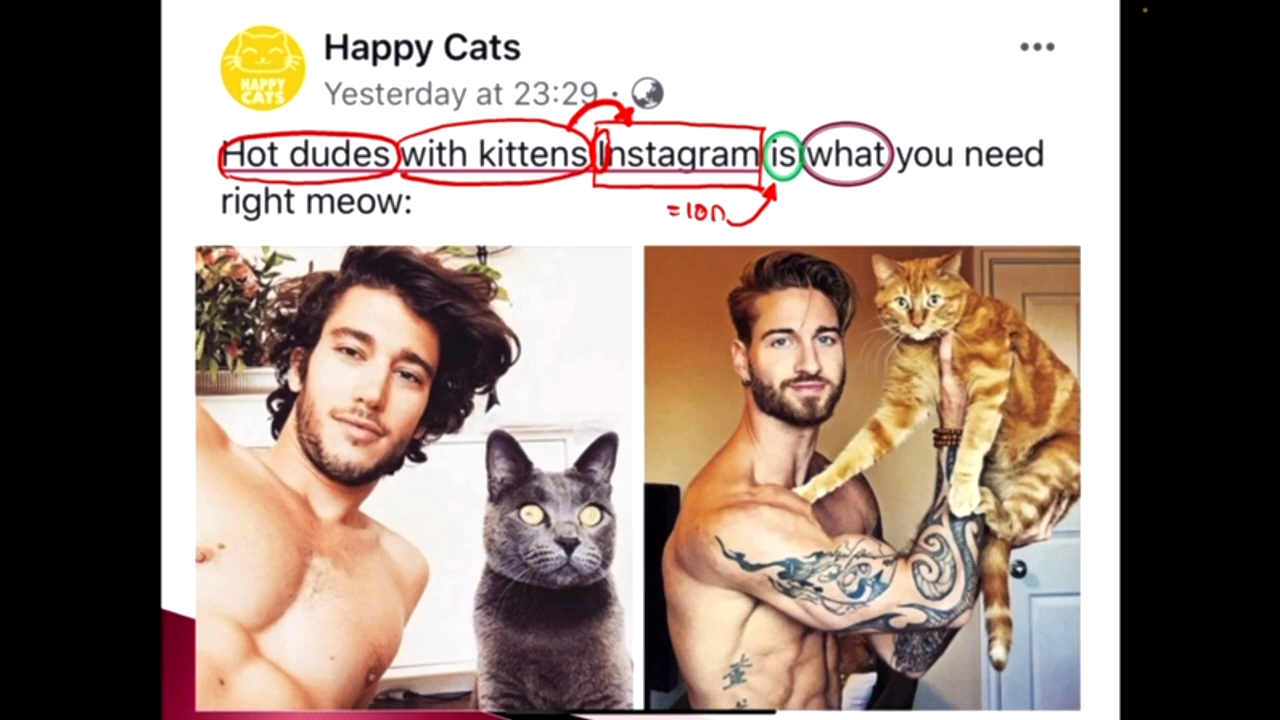 Happy Cats
HAPPY
CATS
Yesterday at 23:29 ·
Hot dudes with kittens Instagram is what you need
right meow: